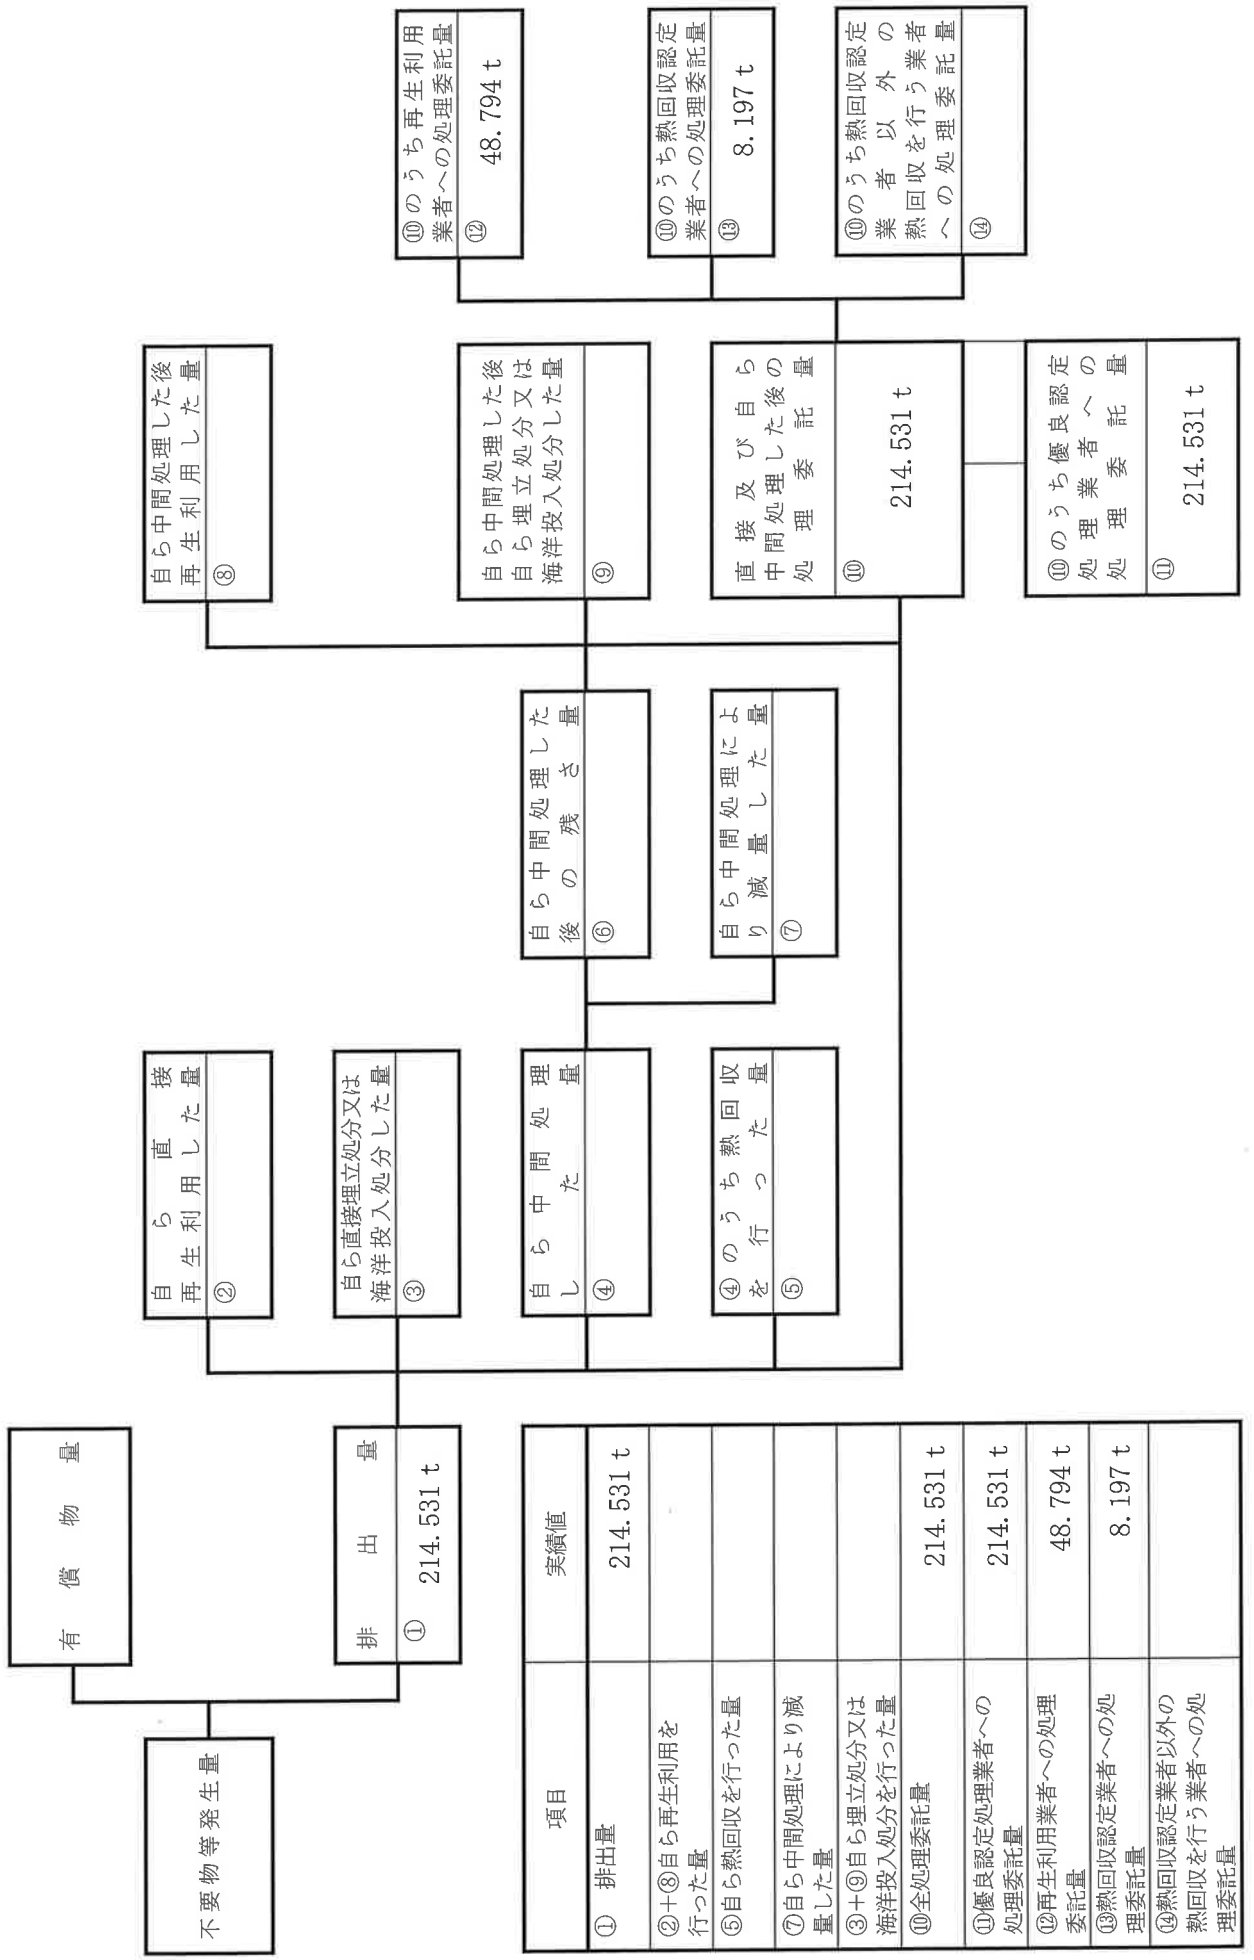 有償物量
不要物等発生量
排出量
① 214.531 t
自ら直接
再生利用した量
②
自ら直接埋立処分又は
海洋投入処分した量
③
自ら中間処理
した量
④
④のうち熱回収
を行った量
⑤
自ら中間処理した
後の残さ量
⑥
自ら中間処理によ
り減量した量
⑦
自ら中間処理した後
再生利用した量
⑧
自ら中間処理した後
自ら埋立処分又は
海洋投入処分した量
⑨
直接及び自ら
中間処理した後の
処理委託量
⑩
214.531 t
⑩のうち優良認定
処理業者への
処理委託量
⑪
214.531 t
⑩のうち再生利用
業者への処理委託量
⑫
48.794 t
⑩のうち熱回収認定
業者への処理委託量
⑬
8.197 t
⑩のうち熱回収認定
業者以外の
熱回収を行う業者
への処理委託量
⑭
項目 実績値
① 排出量 214.531 t
②+⑧自ら再生利用を
行った量
⑤自ら熱回収を行った量
⑦自ら中間処理により減
量した量
③+⑨自ら埋立処分又は
海洋投入処分を行った量
⑩全処理委託量 214.531 t
⑪優良認定処理業者への
処理委託量 214.531 t
⑫再生利用業者への処理
委託量 48.794 t
⑬熱回収認定業者への処
理委託量 8.197 t
⑭熱回収認定業者以外の
熱回収を行う業者への処
理委託量